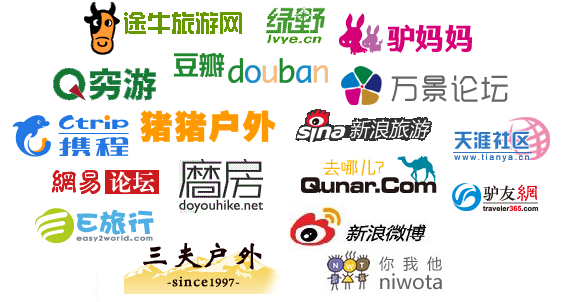 途牛旅游网
绿野
lvye.cn
驴妈妈
穷游
豆瓣 douban
万景论坛
Ctrip
携程
猪猪户外
sina 新浪旅游
天涯社区
www.tianya.cn
網易 论坛
磨房
doyouhike.net
去哪儿?
Qunar.Com
驴友網
traveler365.com
E旅行
easy2world.com
三夫户外
-since1997-
新浪微博
NWT
你我他
niwota